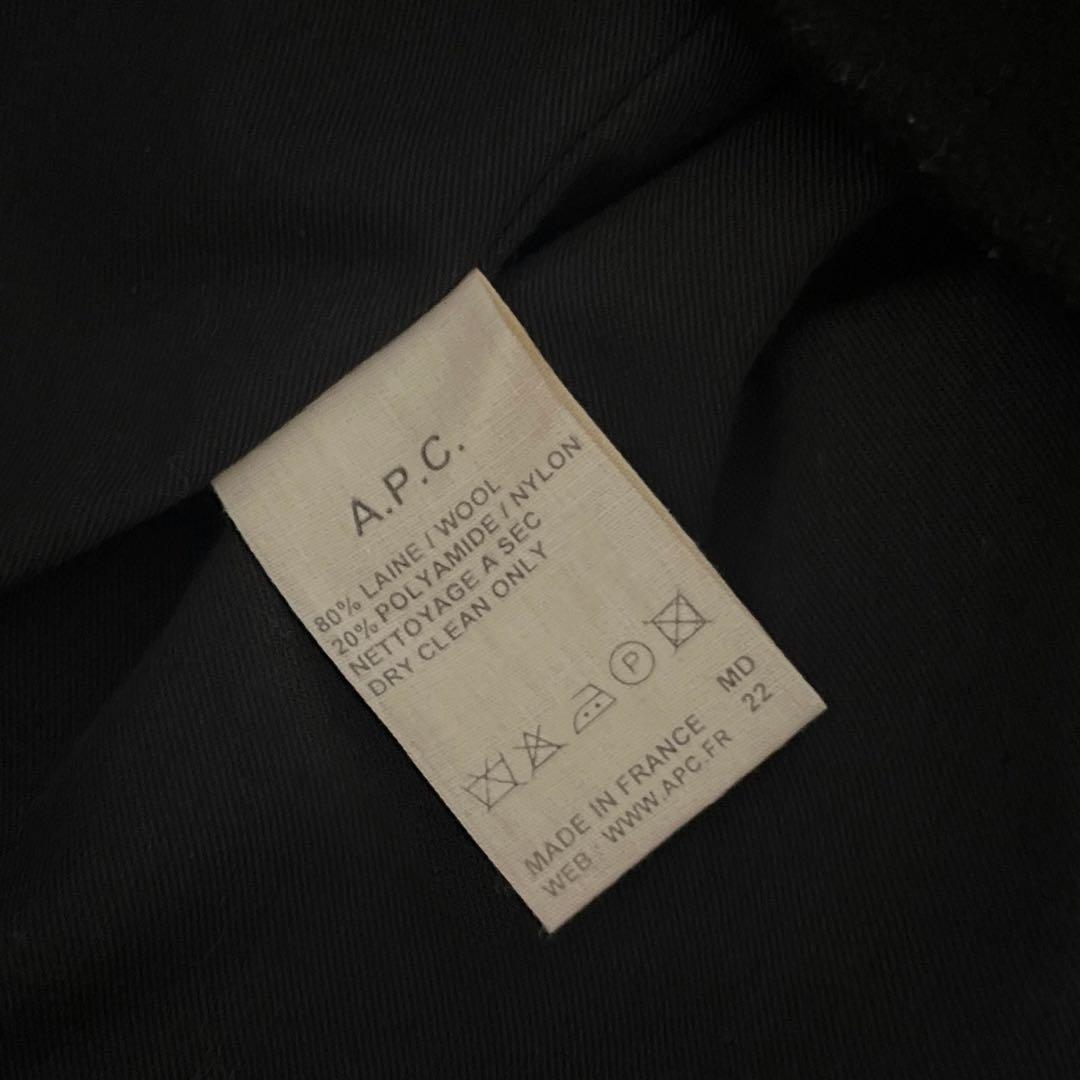 A.P.C.
80% LAINE / WOOL
20% POLYAMIDE / NYLON
NETTOYAGE A SEC
DRY CLEAN ONLY
P
MADE IN FRANCE MD
WEB : WWW.APC.FR 22